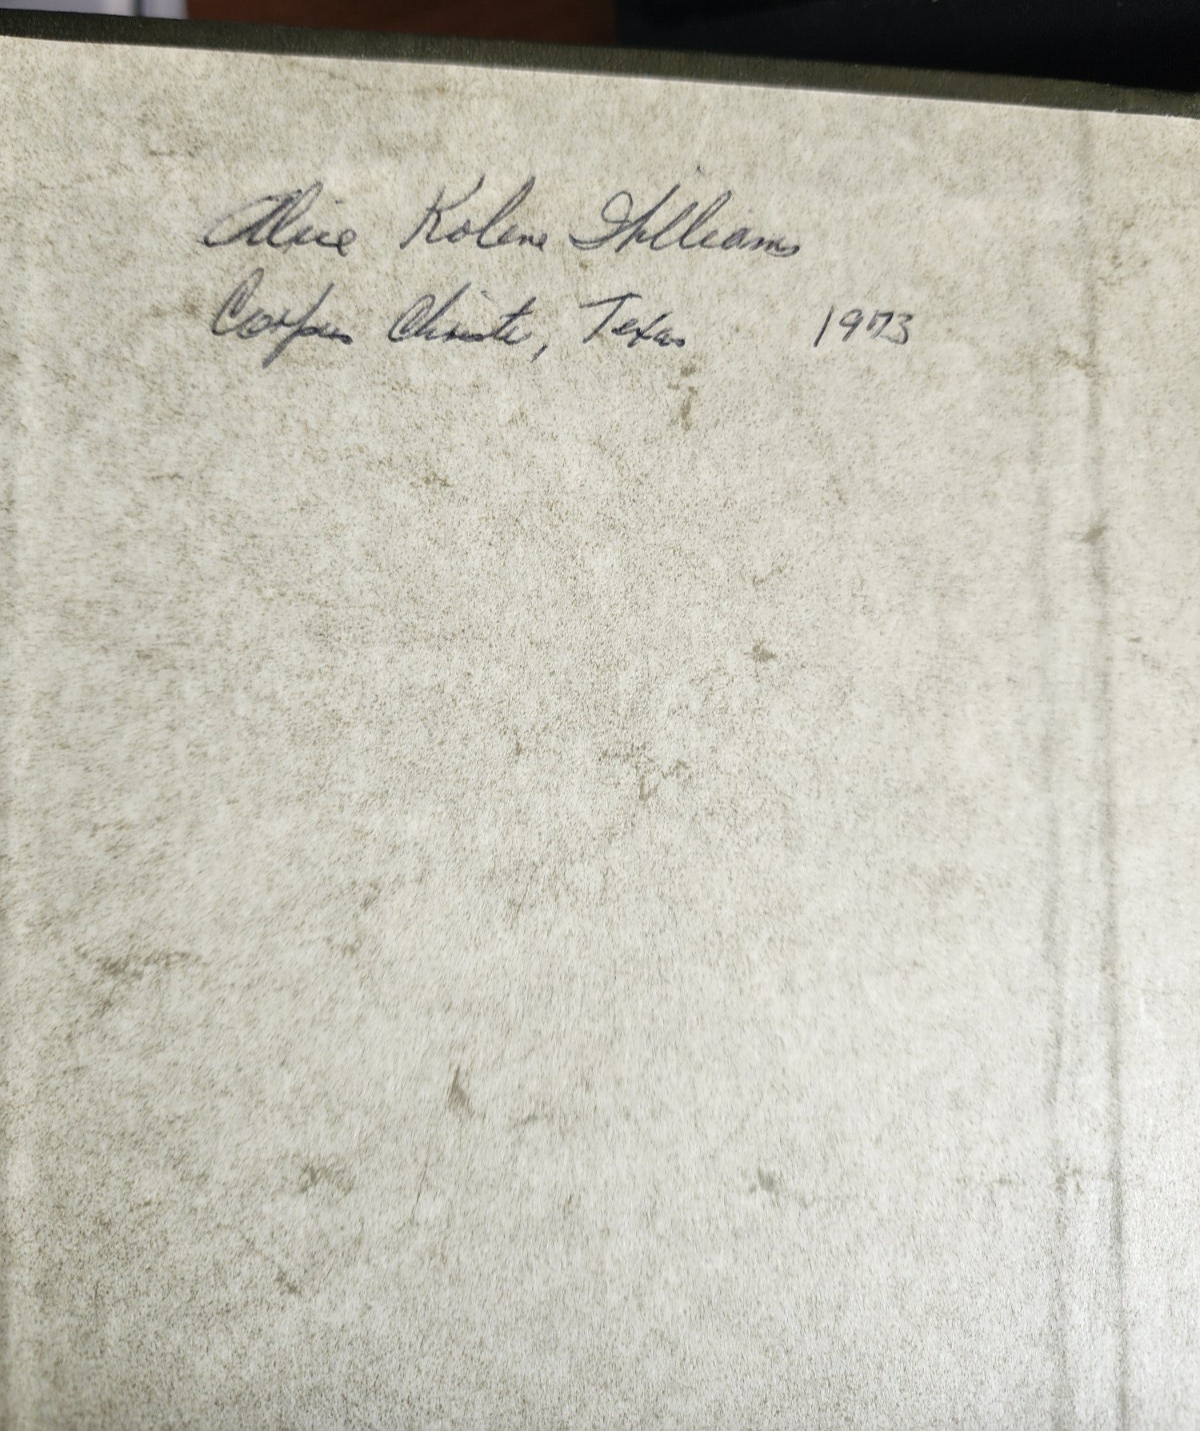 Alice Kolene Williams
Corpus Christi, Texas 1973